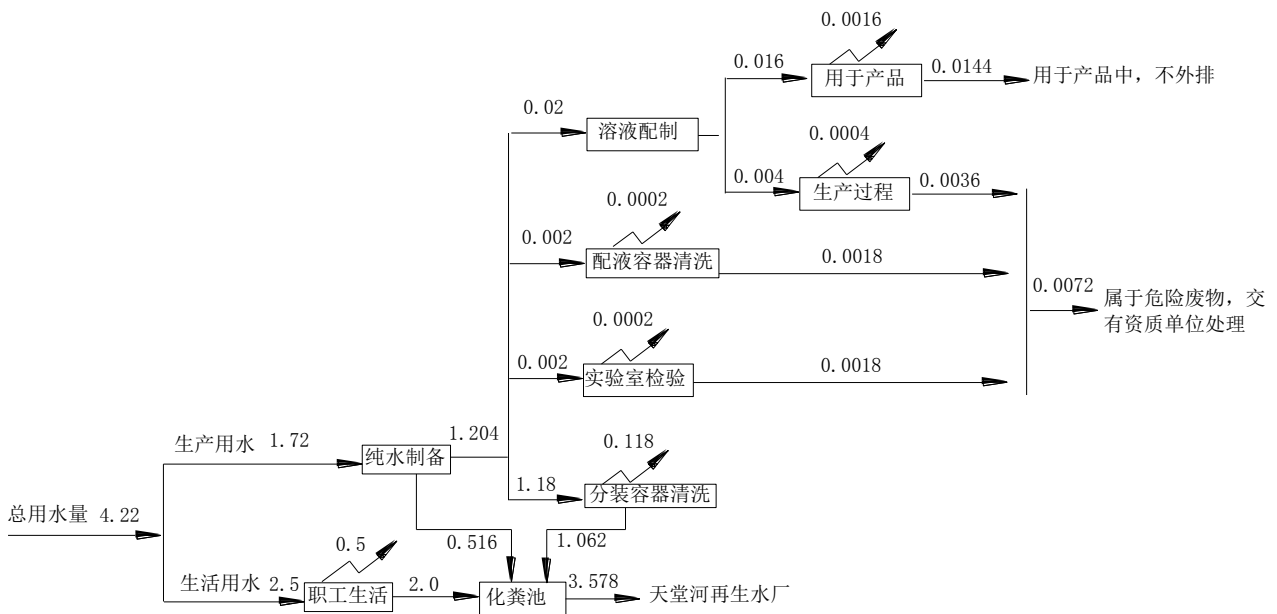 0.0016
0.016
用于产品
0.0144
用于产品中，不外排
0.02
溶液配制
0.0004
0.004
生产过程
0.0036
0.0002
0.002
配液容器清洗
0.0018
0.0072
属于危险废物，交
有资质单位处理
0.0002
0.002
实验室检验
0.0018
生产用水 1.72
纯水制备
1.204
0.118
1.18
分装容器清洗
总用水量 4.22
0.516
1.062
0.5
生活用水 2.5
职工生活
2.0
化粪池
3.578
天堂河再生水厂